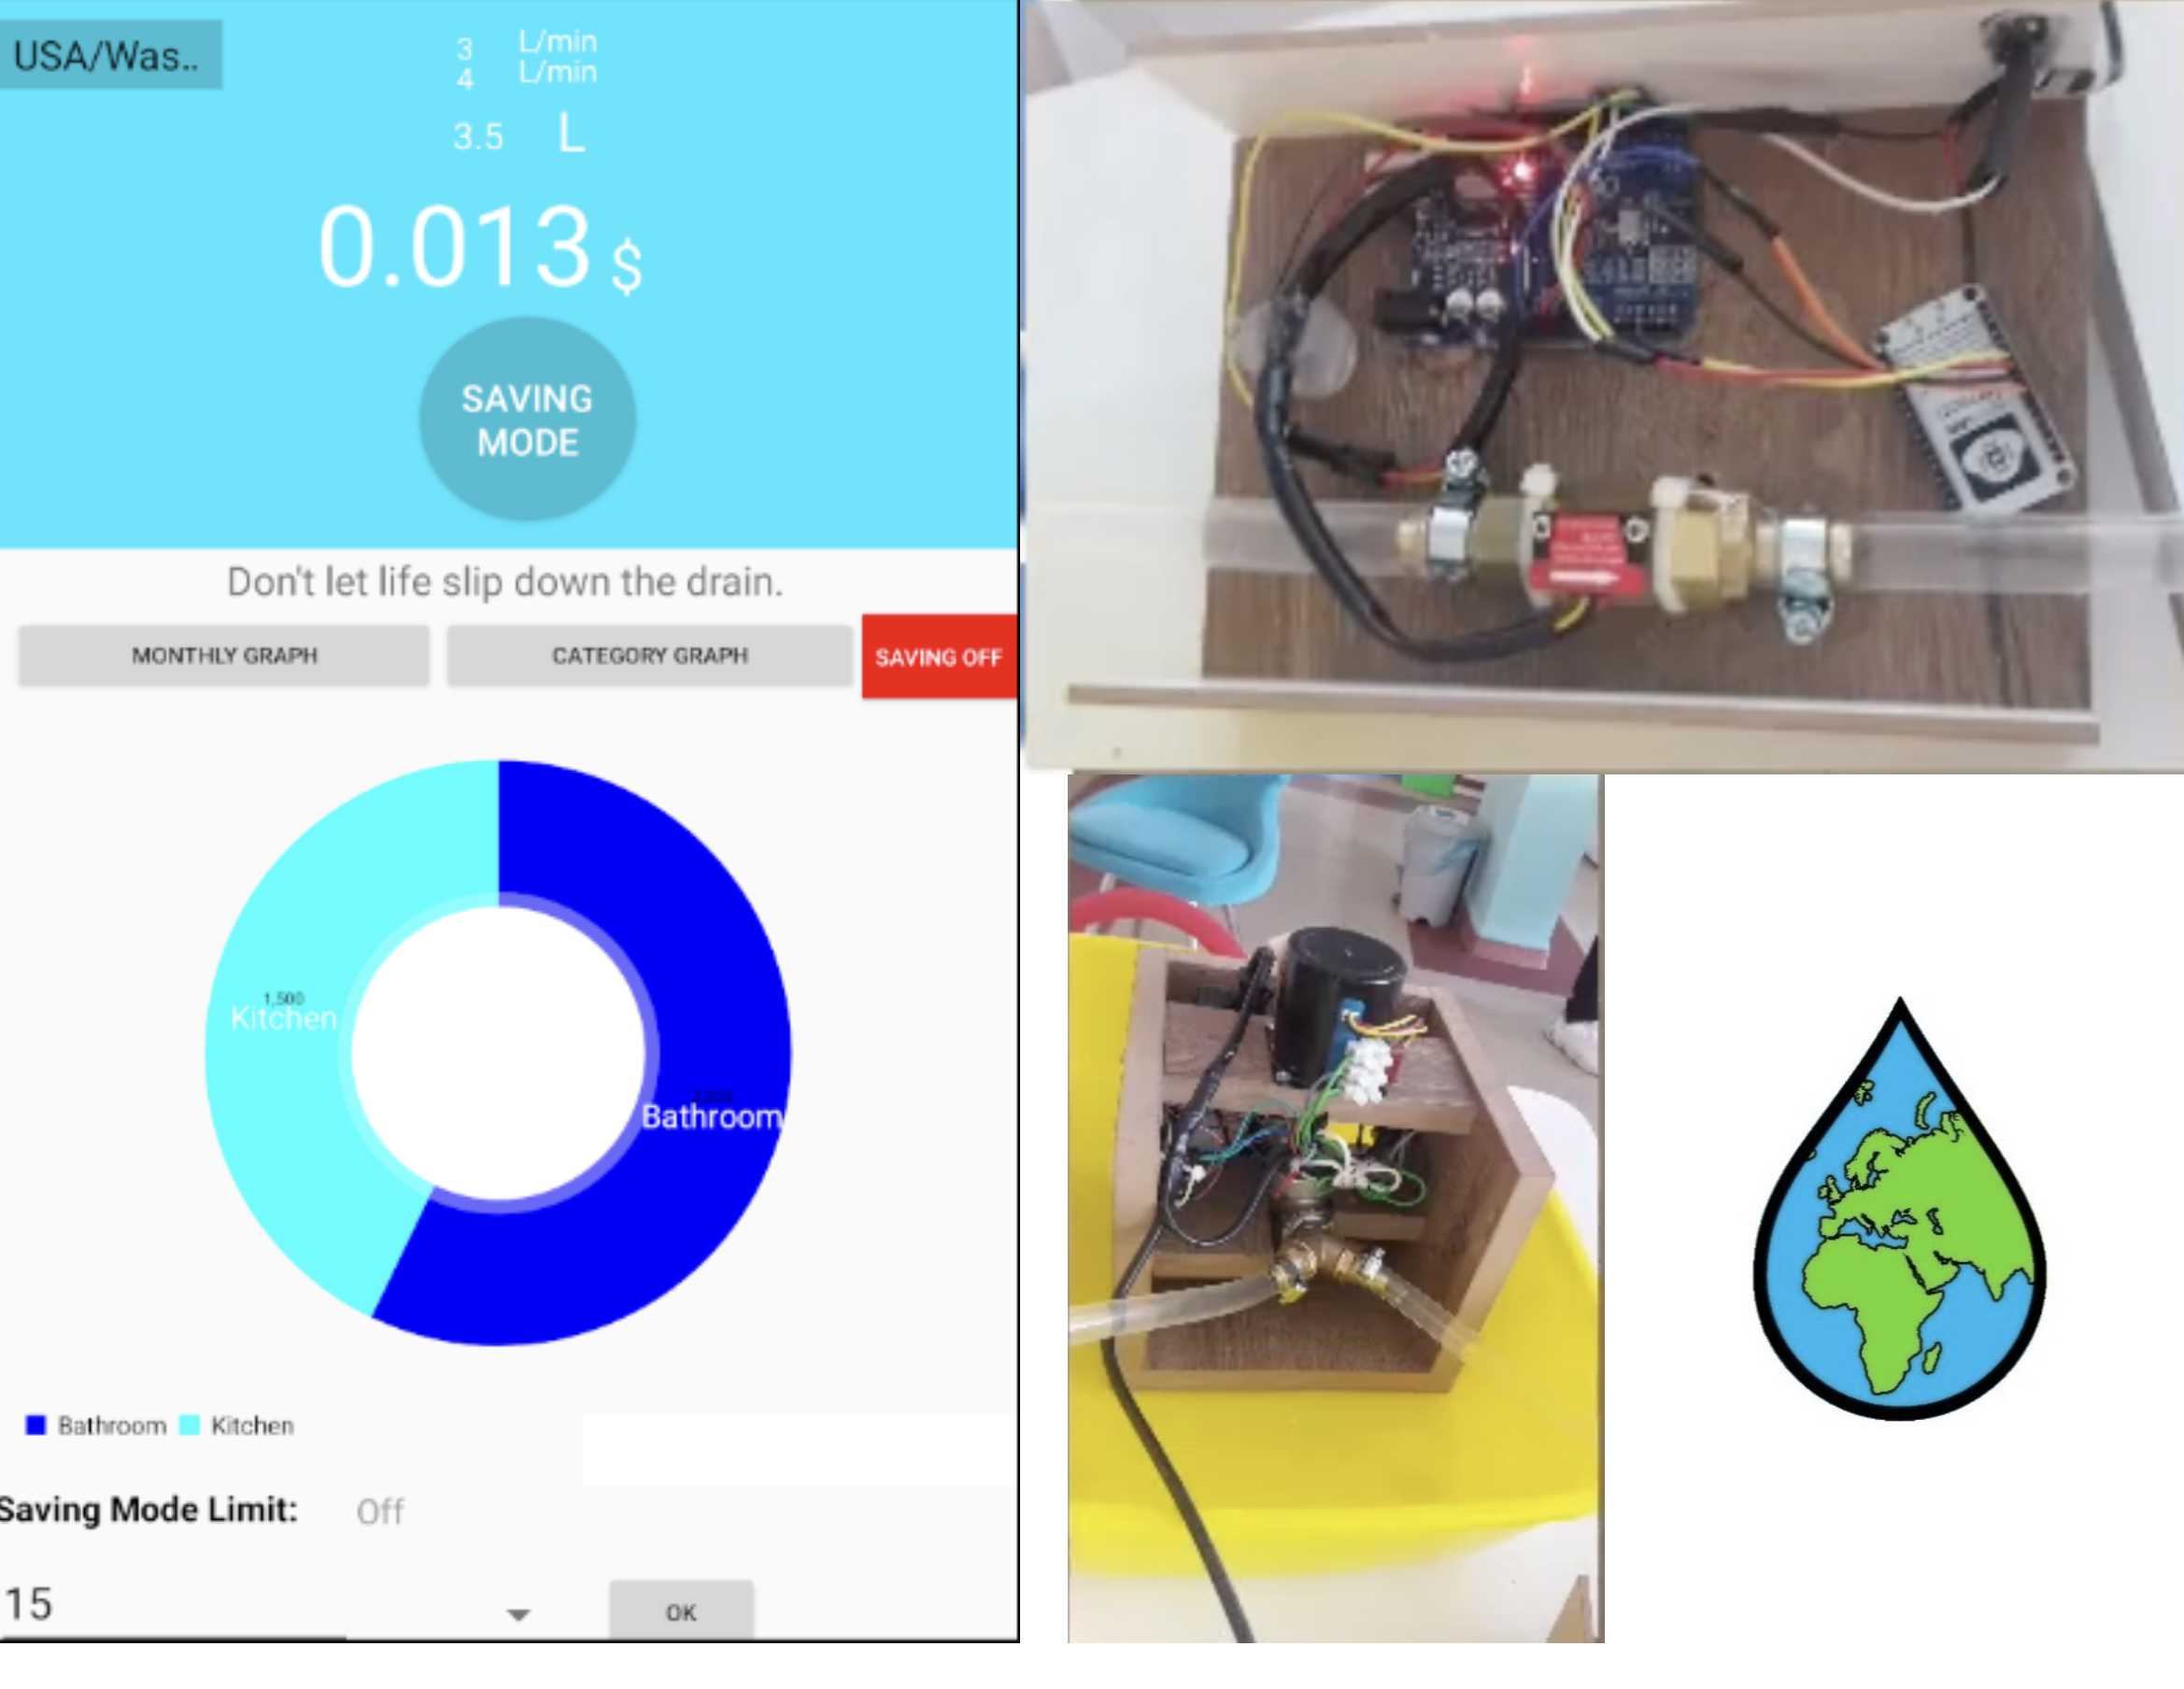 USA/Was..
3 L/min
4 L/min
3.5 L
0.013 $
SAVING
MODE
Don't let life slip down the drain.
MONTHLY GRAPH
CATEGORY GRAPH
SAVING OFF
1,500
Kitchen
Bathroom
Bathroom
Kitchen
Saving Mode Limit: Off
15
OK